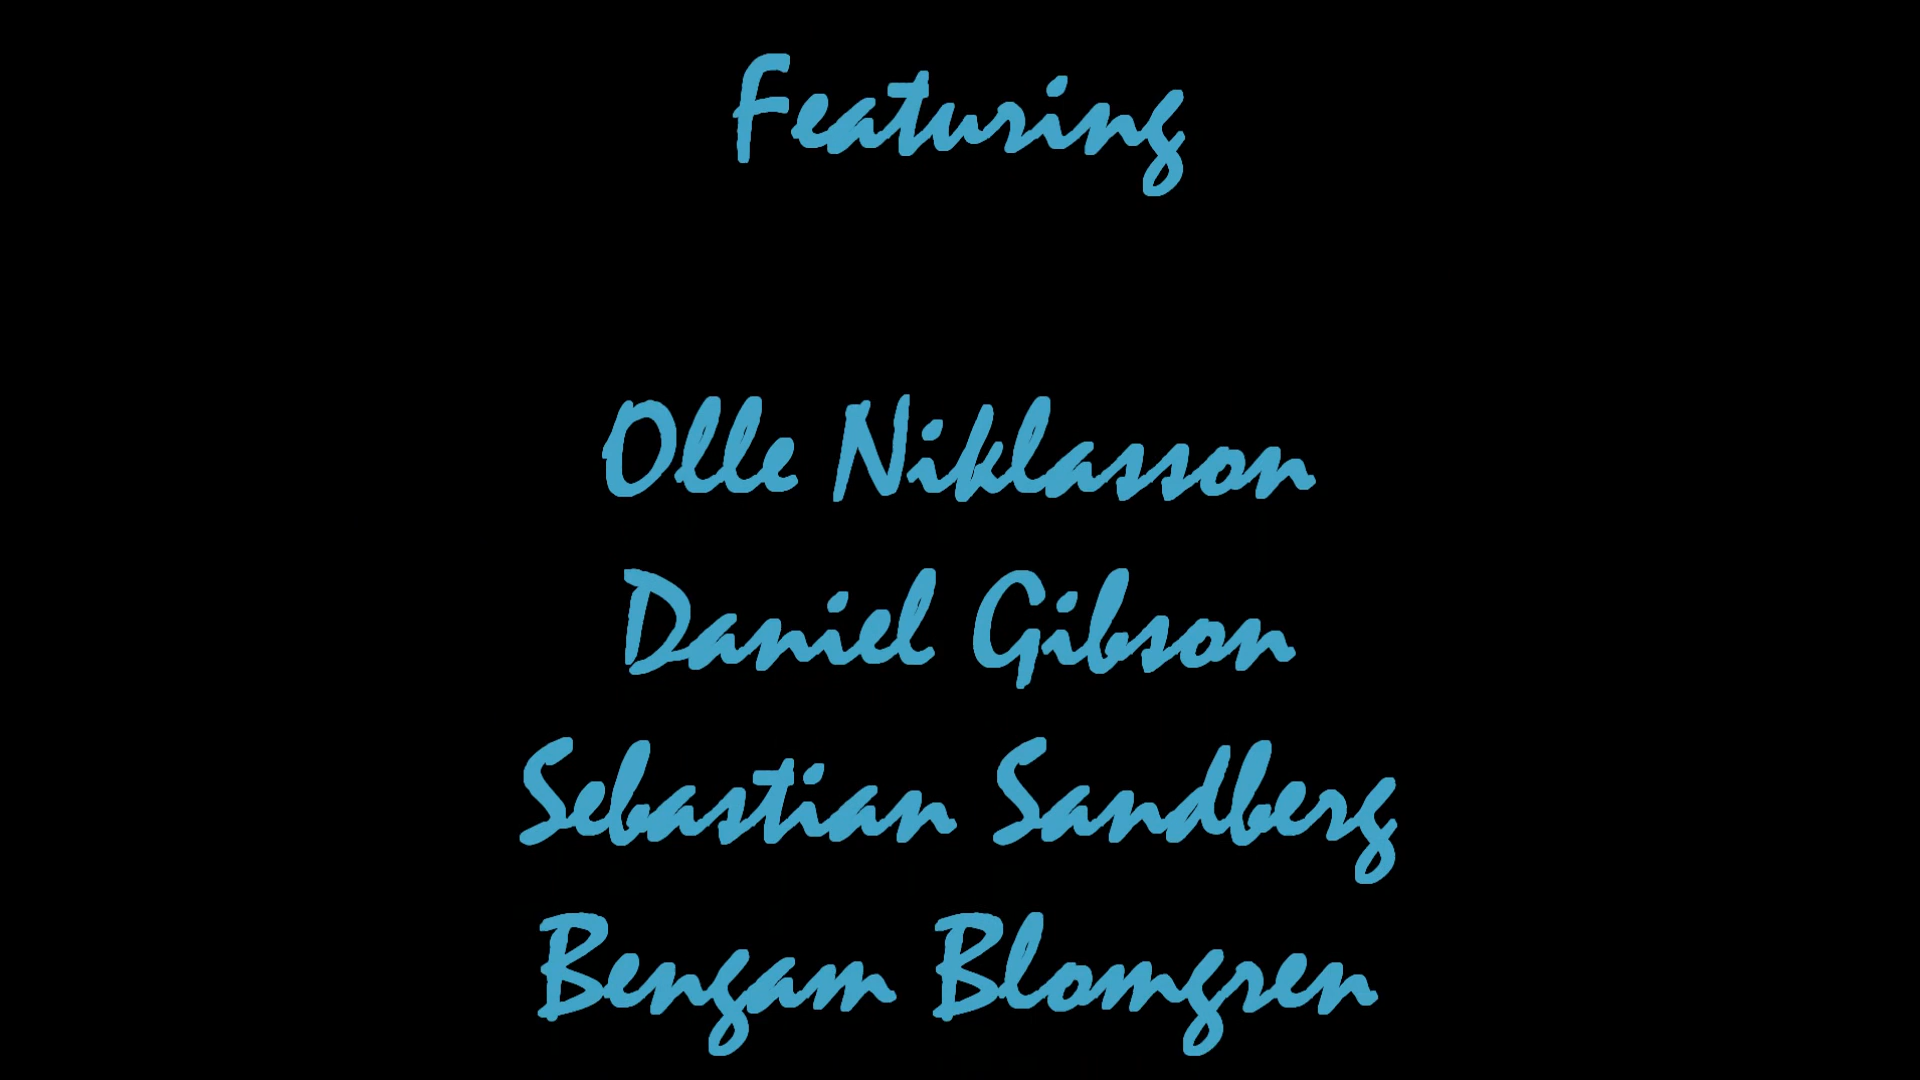 Featuring
Olle Niklasson
Daniel Gibson
Sebastian Sandberg
Bengam Blomgren